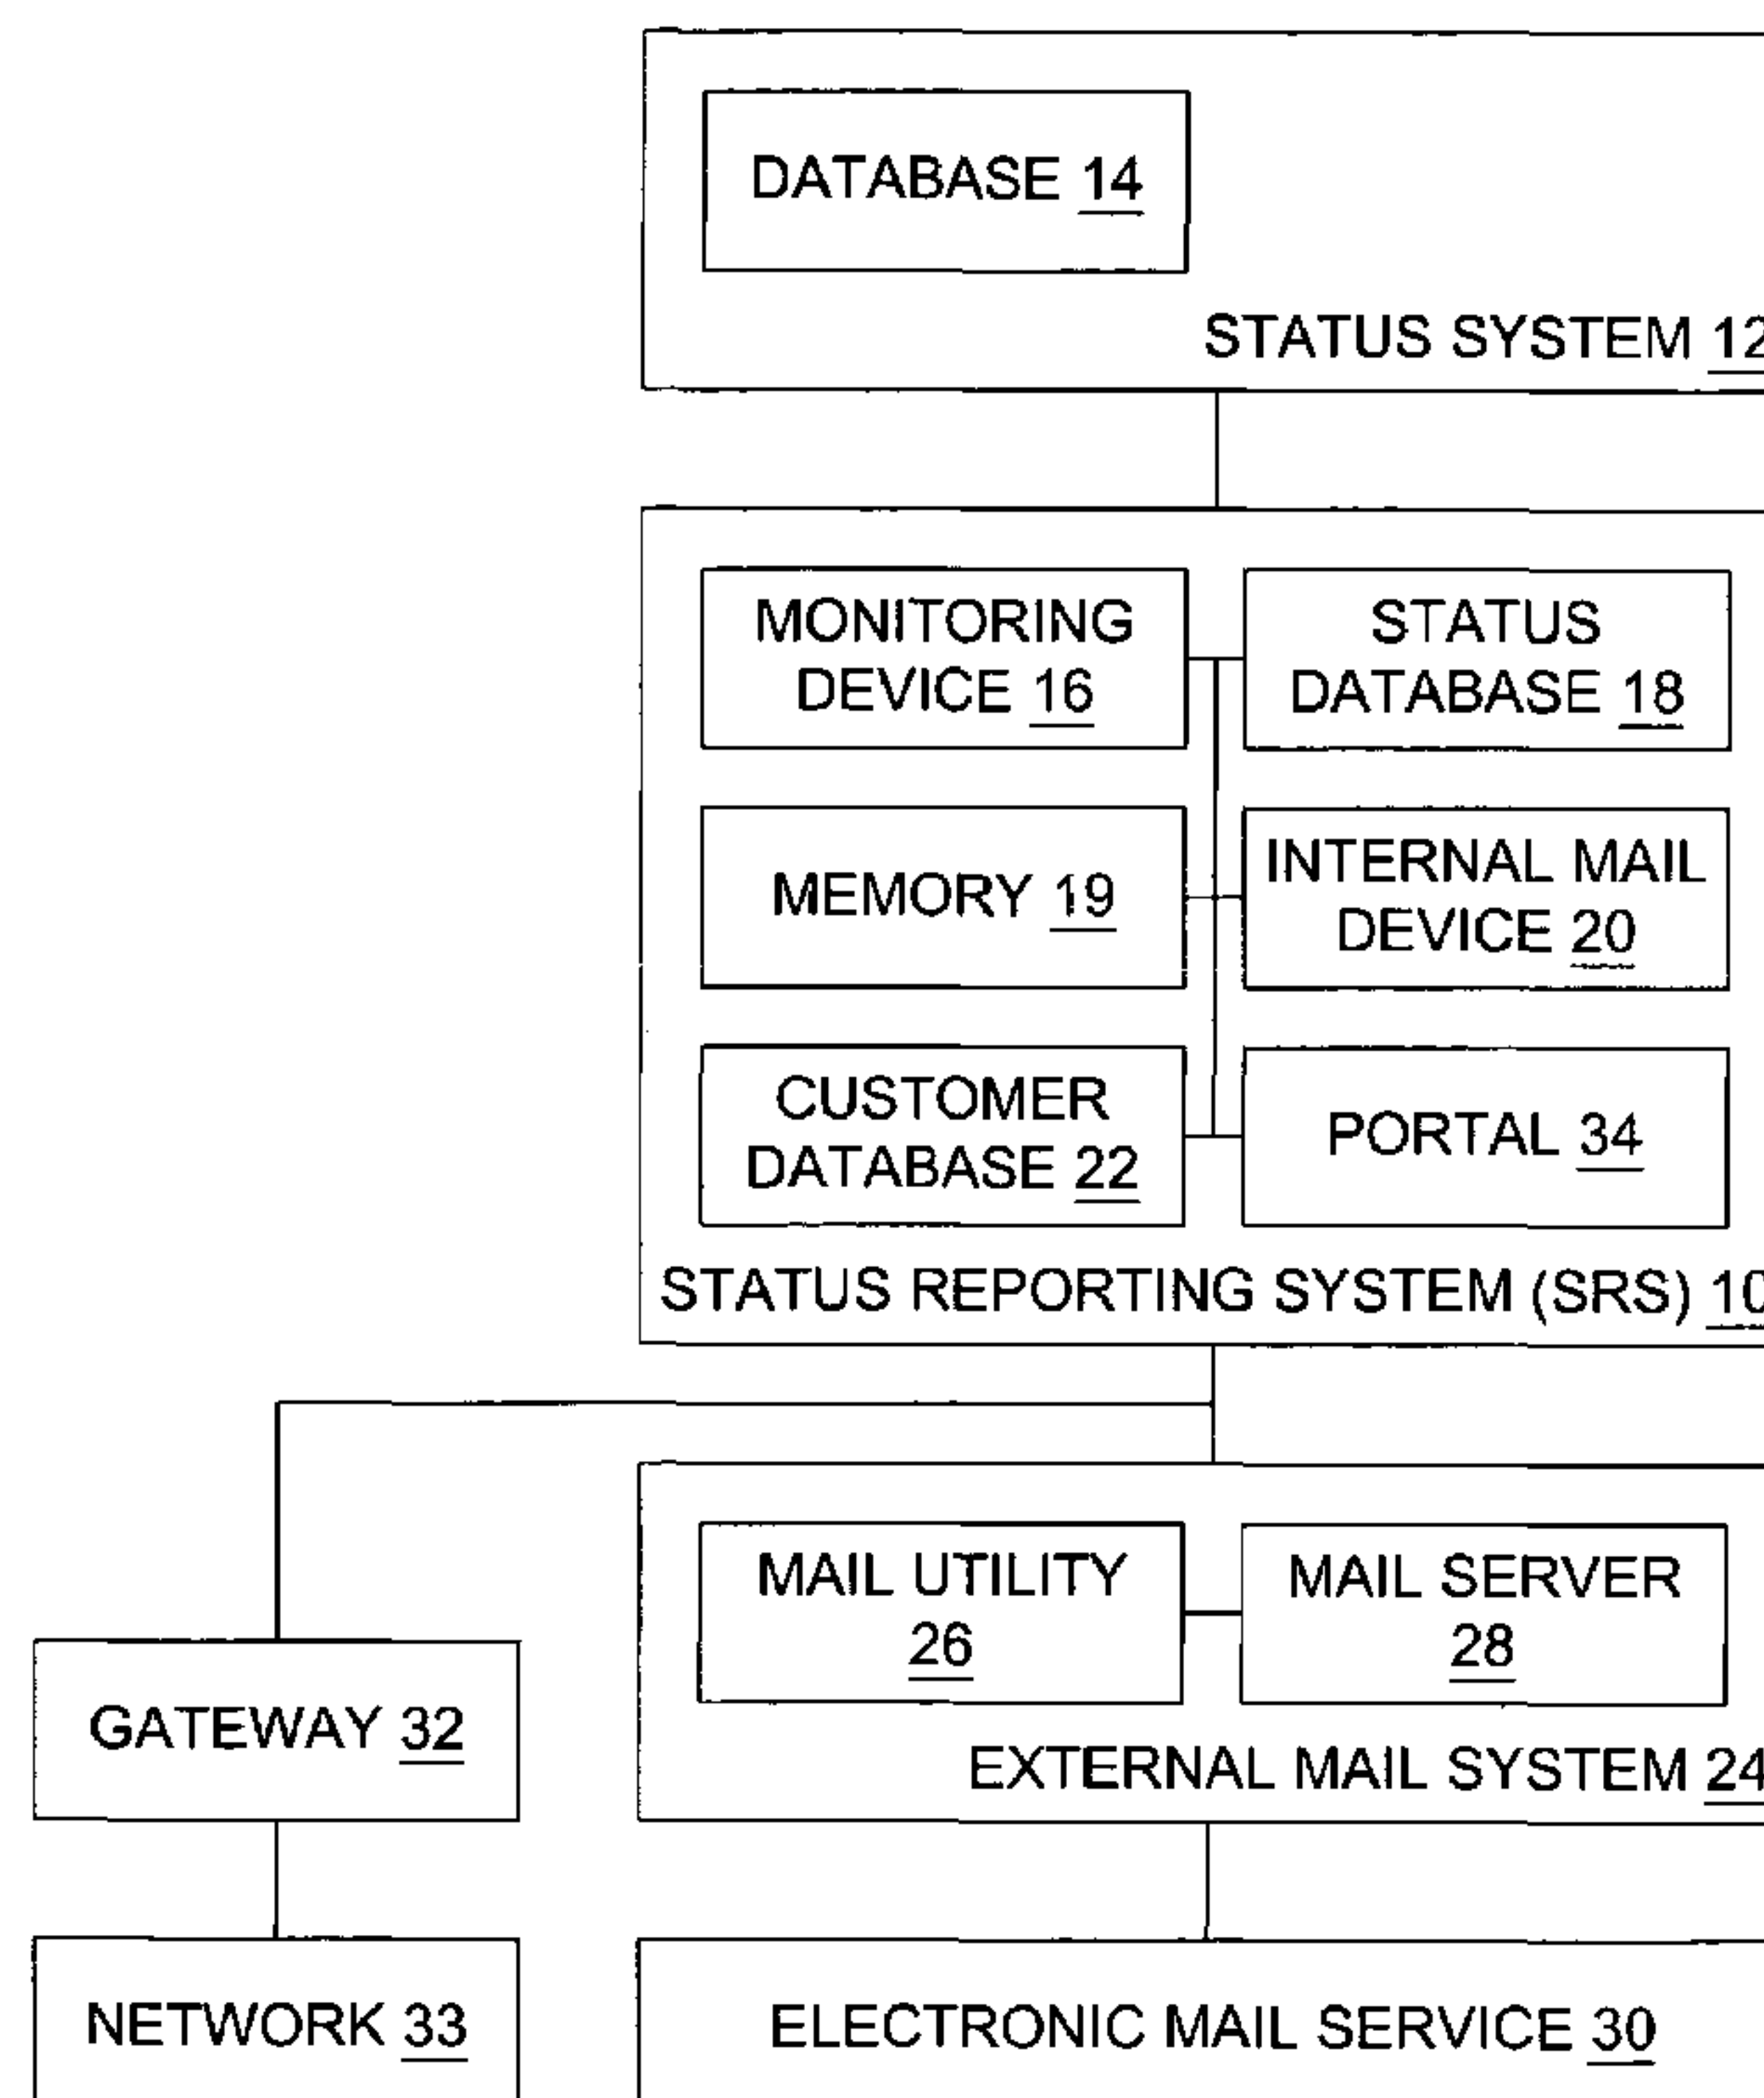 DATABASE 14
STATUS SYSTEM 12
MONITORING
DEVICE 16
STATUS
DATABASE 18
MEMORY 19
INTERNAL MAIL
DEVICE 20
CUSTOMER
DATABASE 22
PORTAL 34
STATUS REPORTING SYSTEM (SRS) 10
MAIL UTILITY
26
MAIL SERVER
28
EXTERNAL MAIL SYSTEM 24
GATEWAY 32
NETWORK 33
ELECTRONIC MAIL SERVICE 30